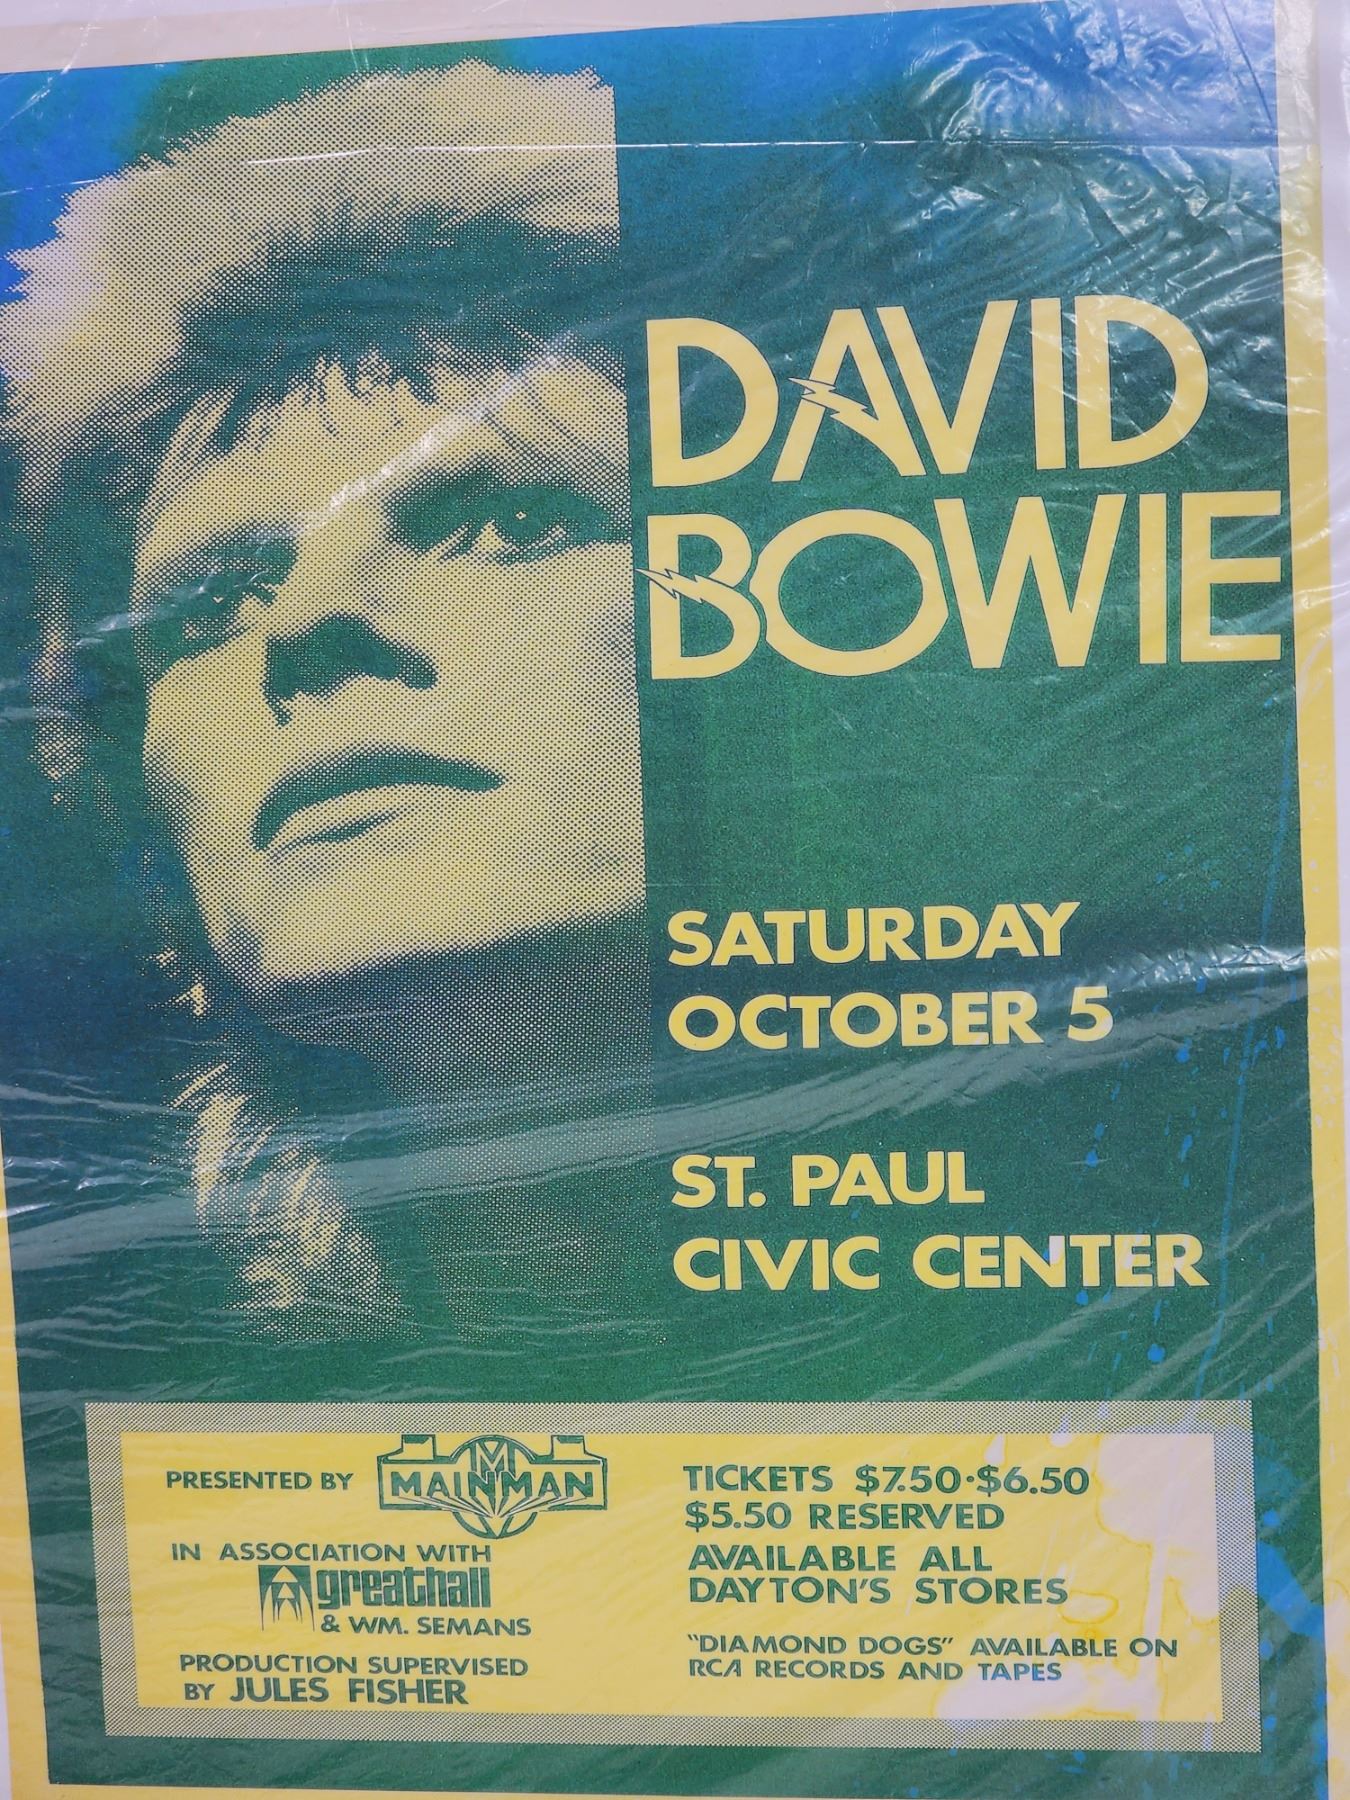 DAVID
BOWIE
SATURDAY
OCTOBER 5
ST. PAUL
CIVIC CENTER
PRESENTED BY MAINMAN
IN ASSOCIATION WITH
greathall
& WM. SEMANS
PRODUCTION SUPERVISED
BY JULES FISHER
TICKETS $7.50·$6.50
$5.50 RESERVED
AVAILABLE ALL
DAYTON'S STORES
"DIAMOND DOGS" AVAILABLE ON
RCA RECORDS AND TAPES